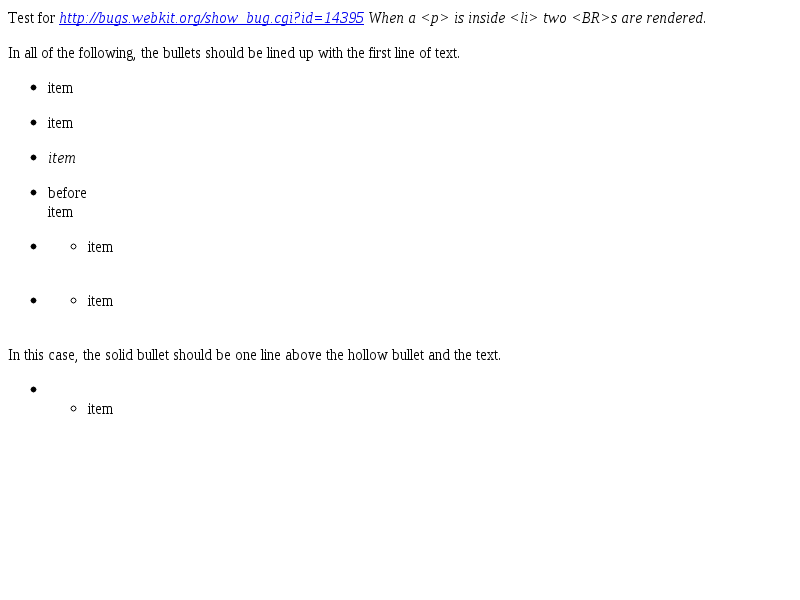 Test for http://bugs.webkit.org/show_bug.cgi?id=14395 When a <p> is inside <li> two <BR>s are rendered.
In all of the following, the bullets should be lined up with the first line of text.
• item
• item
• item
• before
item
• ◦ item
• ◦ item
In this case, the solid bullet should be one line above the hollow bullet and the text.
•
◦ item